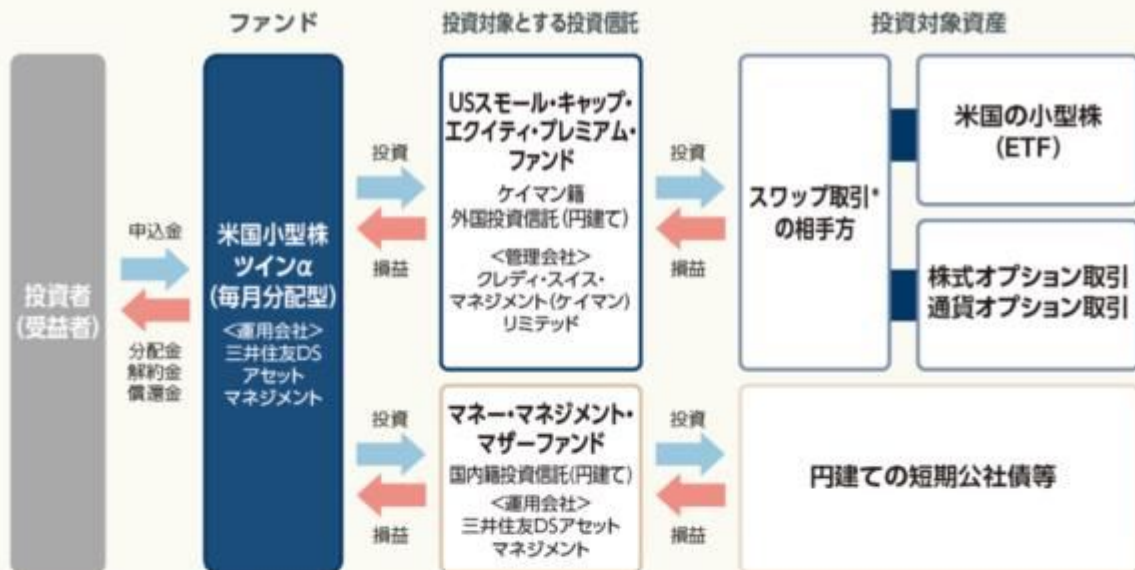 ファンド
投資対象とする投資信託
投資対象資産
投資者
(受益者)
申込金
分配金
解約金
償還金
米国小型株
ツインα
(毎月分配型)
<運用会社>
三井住友DS
アセット
マネジメント
投資
損益
USスモール・キャップ・
エクイティ・プレミアム・
ファンド
ケイマン籍
外国投資信託(円建て)
<管理会社>
クレディ・スイス・
マネジメント(ケイマン)
リミテッド
投資
損益
スワップ取引*
の相手方
米国の小型株
(ETF)
株式オプション取引
通貨オプション取引
投資
損益
マネー・マネジメント・
マザーファンド
国内籍投資信託(円建て)
<運用会社>
三井住友DSアセット
マネジメント
投資
損益
円建ての短期公社債等